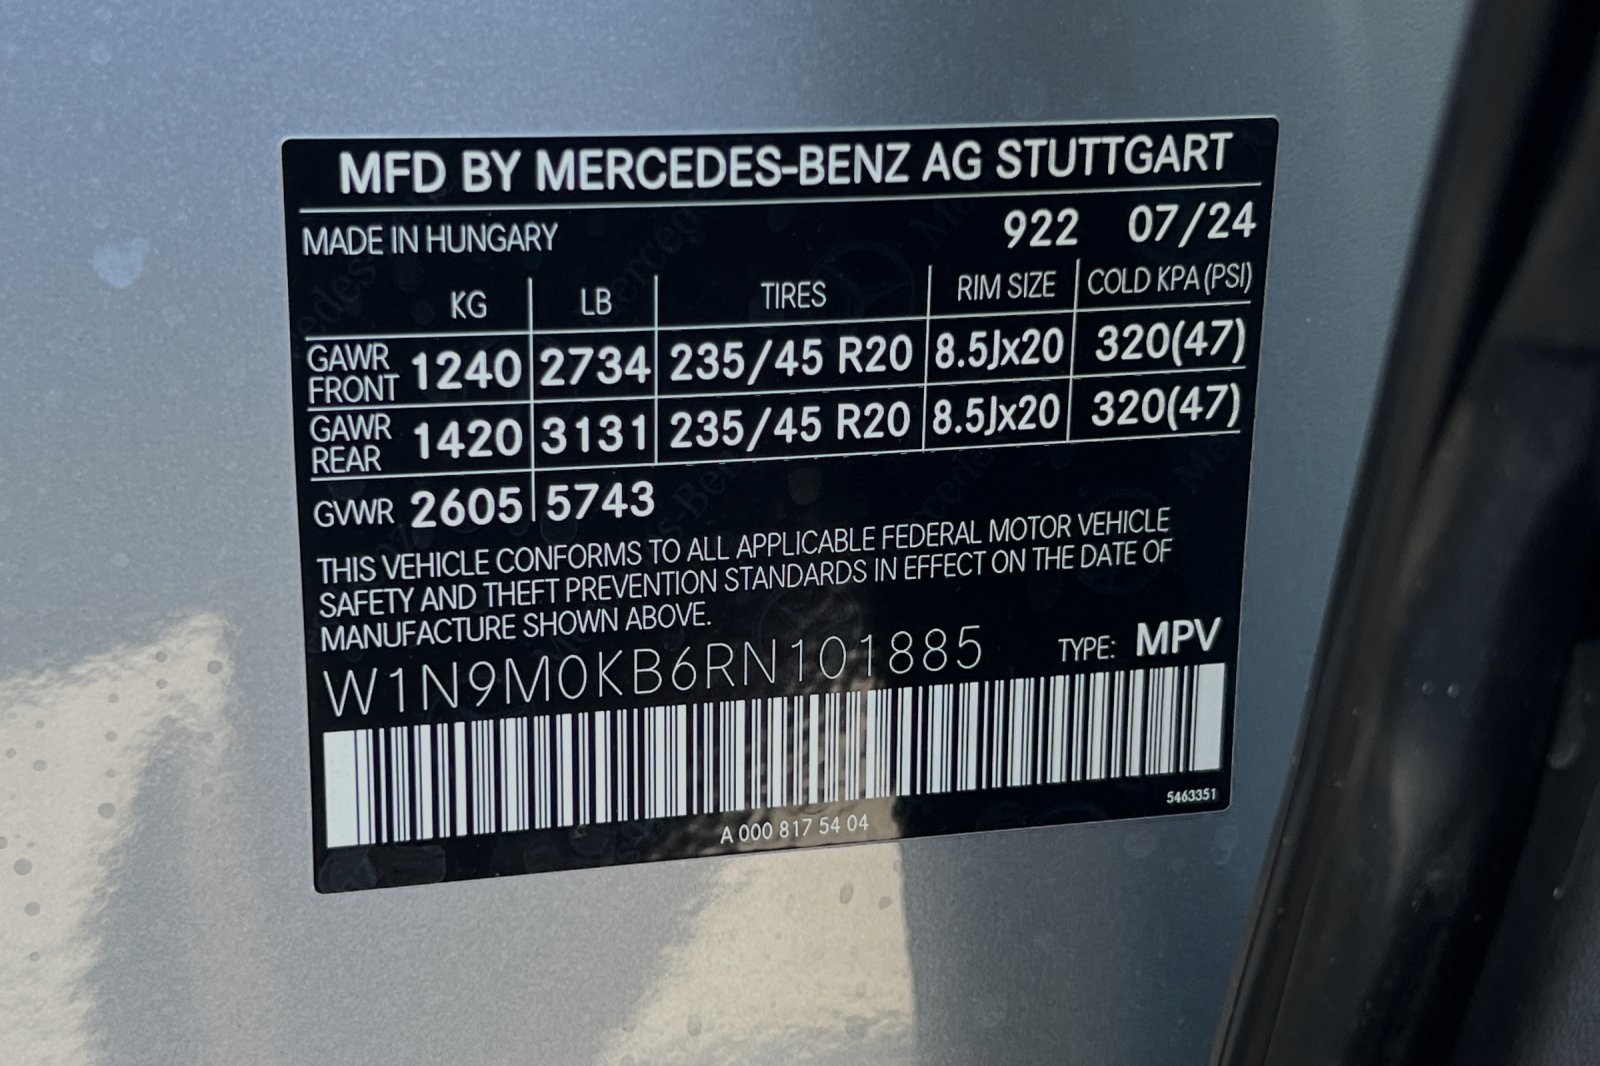 MFD BY MERCEDES-BENZ AG STUTTGART
MADE IN HUNGARY 922 07/24
KG LB TIRES RIM SIZE COLD KPA (PSI)
GAWR FRONT 1240 2734 235/45 R20 8.5Jx20 320(47)
GAWR REAR 1420 3131 235/45 R20 8.5Jx20 320(47)
GVWR 2605 5743
THIS VEHICLE CONFORMS TO ALL APPLICABLE FEDERAL MOTOR VEHICLE
SAFETY AND THEFT PREVENTION STANDARDS IN EFFECT ON THE DATE OF
MANUFACTURE SHOWN ABOVE.
W1N9M0KB6RN101885 TYPE: MPV
5463351
A 000 817 54 04